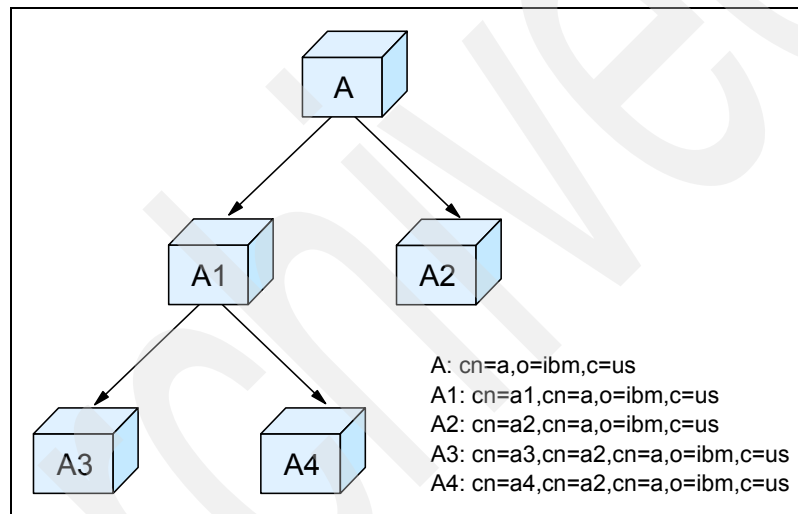 A
A1 A2
A: cn=a,o=ibm,c=us
A1: cn=a1,cn=a,o=ibm,c=us
A2: cn=a2,cn=a,o=ibm,c=us
A3: cn=a3,cn=a2,cn=a,o=ibm,c=us
A4: cn=a4,cn=a2,cn=a,o=ibm,c=us
A3 A4